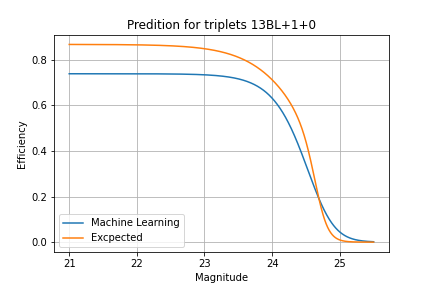 Predition for triplets 13BL+1+0
0.8
0.6
0.4
0.2
0.0
Efficiency
Machine Learning
Excpected
21 22 23 24 25
Magnitude